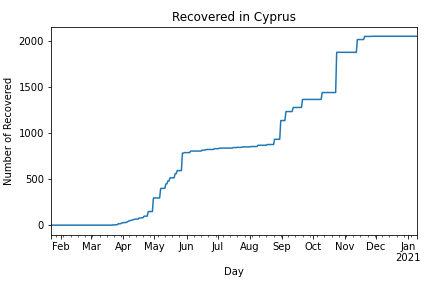 Recovered in Cyprus
Number of Recovered
2000
1500
1000
500
0
Feb Mar Apr May Jun Jul Aug Sep Oct Nov Dec Jan
2021
Day